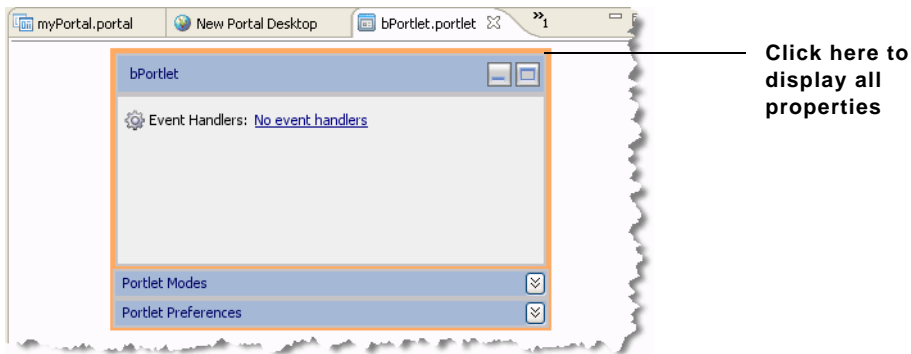 myPortal.portal New Portal Desktop bPortlet.portlet »1
Click here to
display all
properties
bPortlet
Event Handlers: No event handlers
Portlet Modes
Portlet Preferences